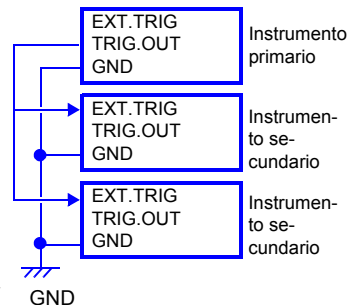 EXT.TRIG
TRIG.OUT
GND
Instrumento
primario
EXT.TRIG
TRIG.OUT
GND
Instrumen-
to se-
cundario
EXT.TRIG
TRIG.OUT
GND
Instrumen-
to se-
cundario
GND